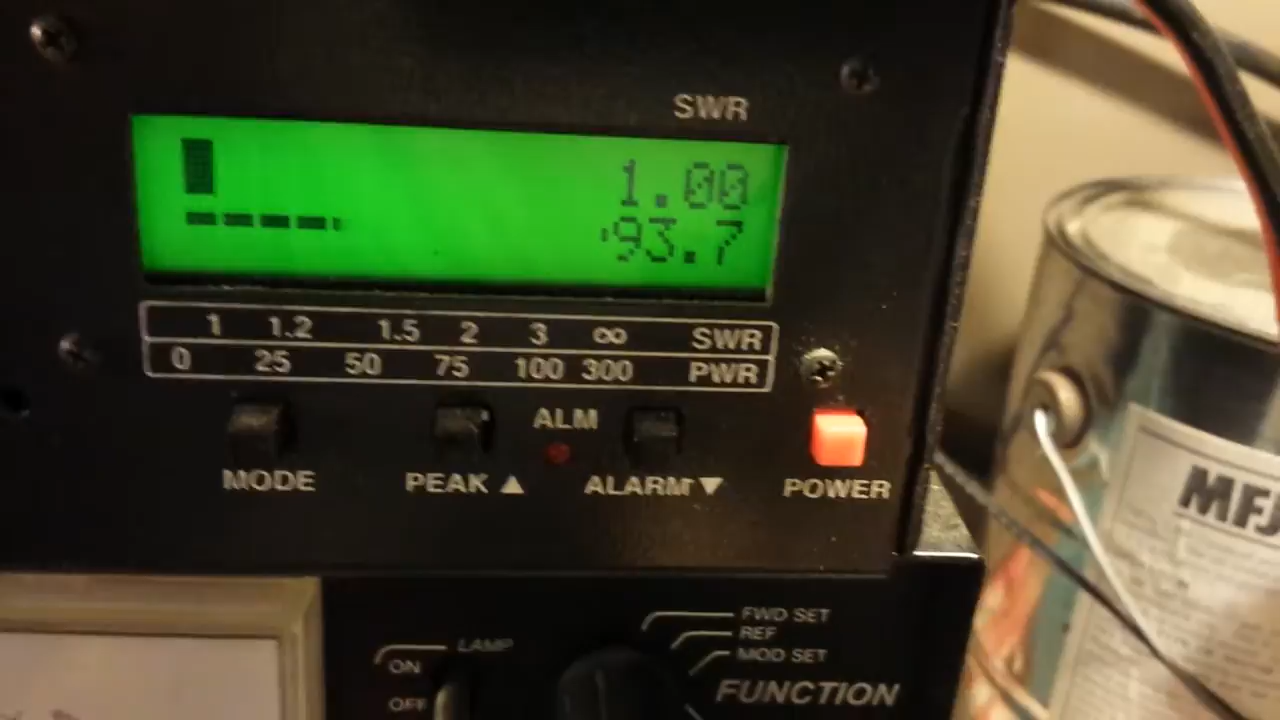 SWR
1.00
93.7
1 1.2 1.5 2 3 ∞ SWR
0 25 50 75 100 300 PWR
ALM
MODE PEAK ▲ ALARM ▼ POWER
MFJ
FWD SET
REF
MOD SET
LAMP
ON
OFF
FUNCTION